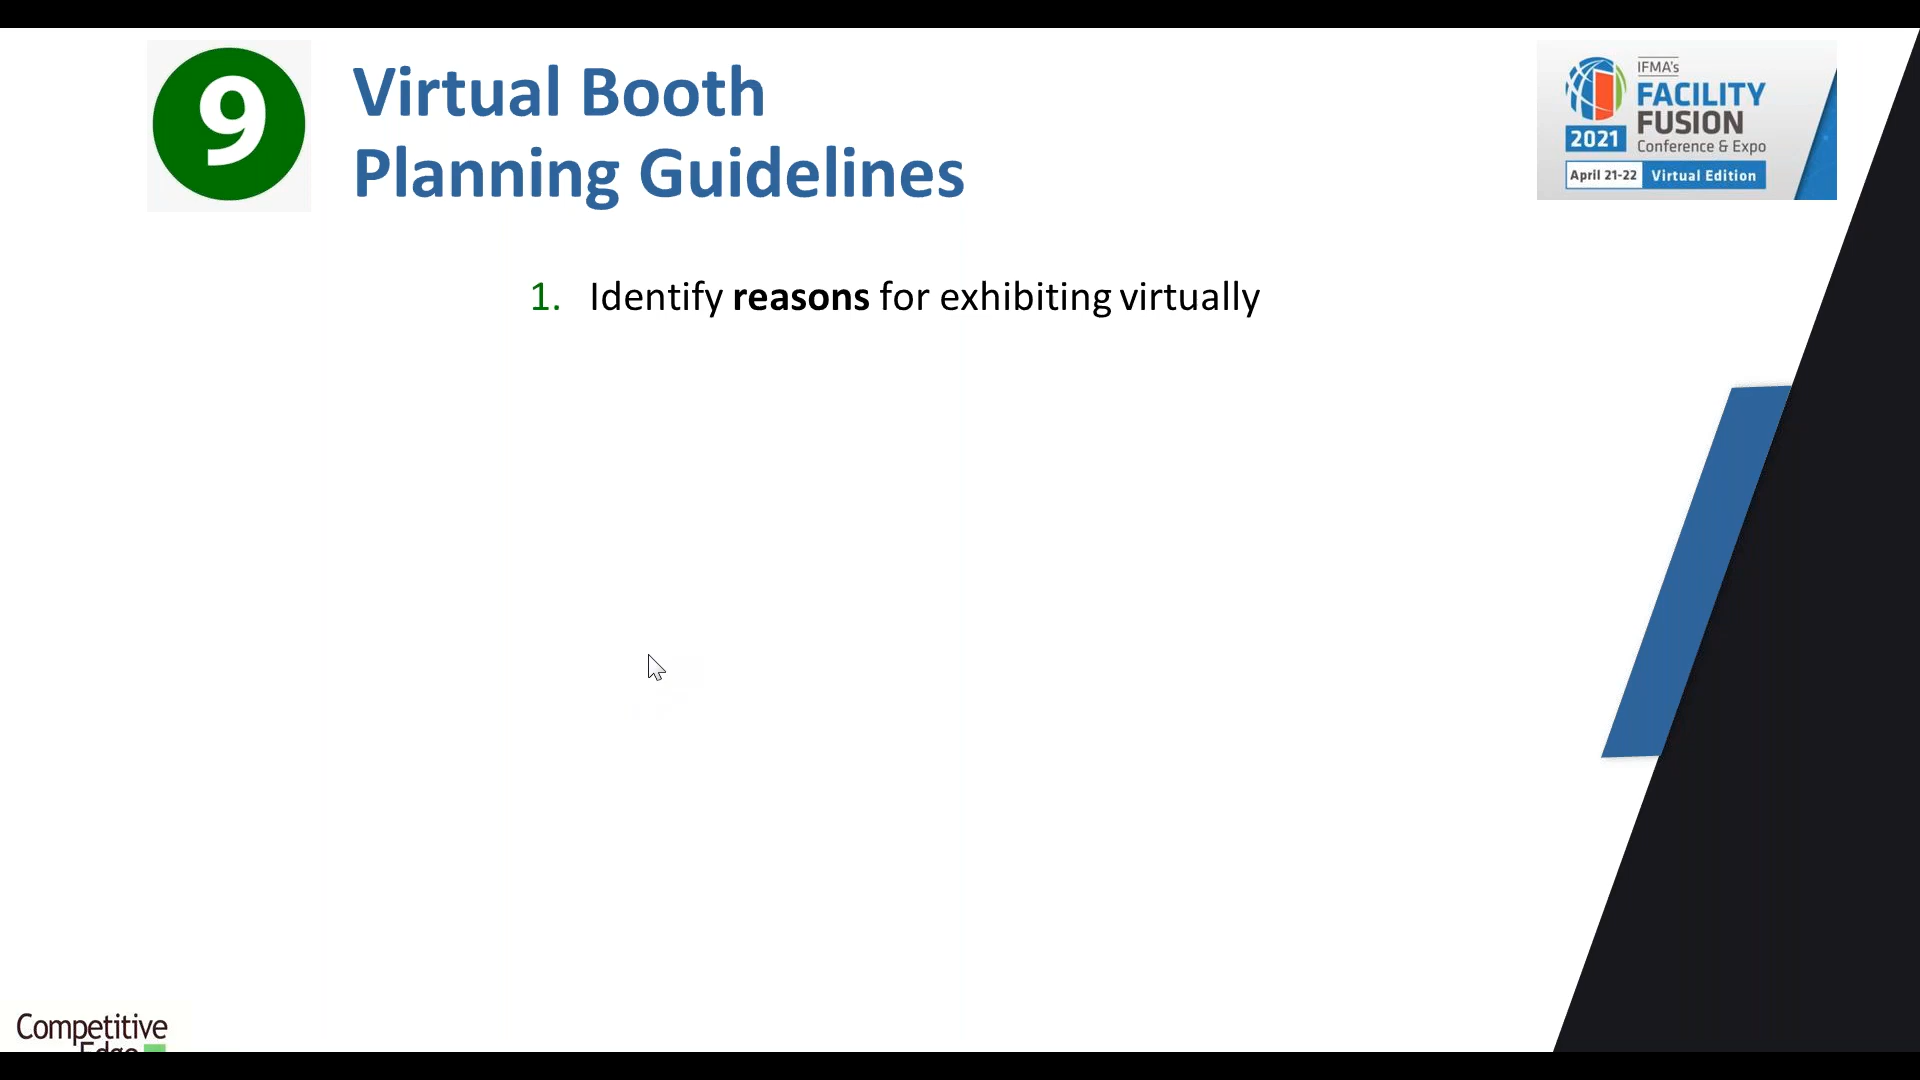 9
Virtual Booth
Planning Guidelines
IFMA's
FACILITY
FUSION
2021
Conference & Expo
April 21-22 Virtual Edition
1. Identify reasons for exhibiting virtually
Competitive
Edge